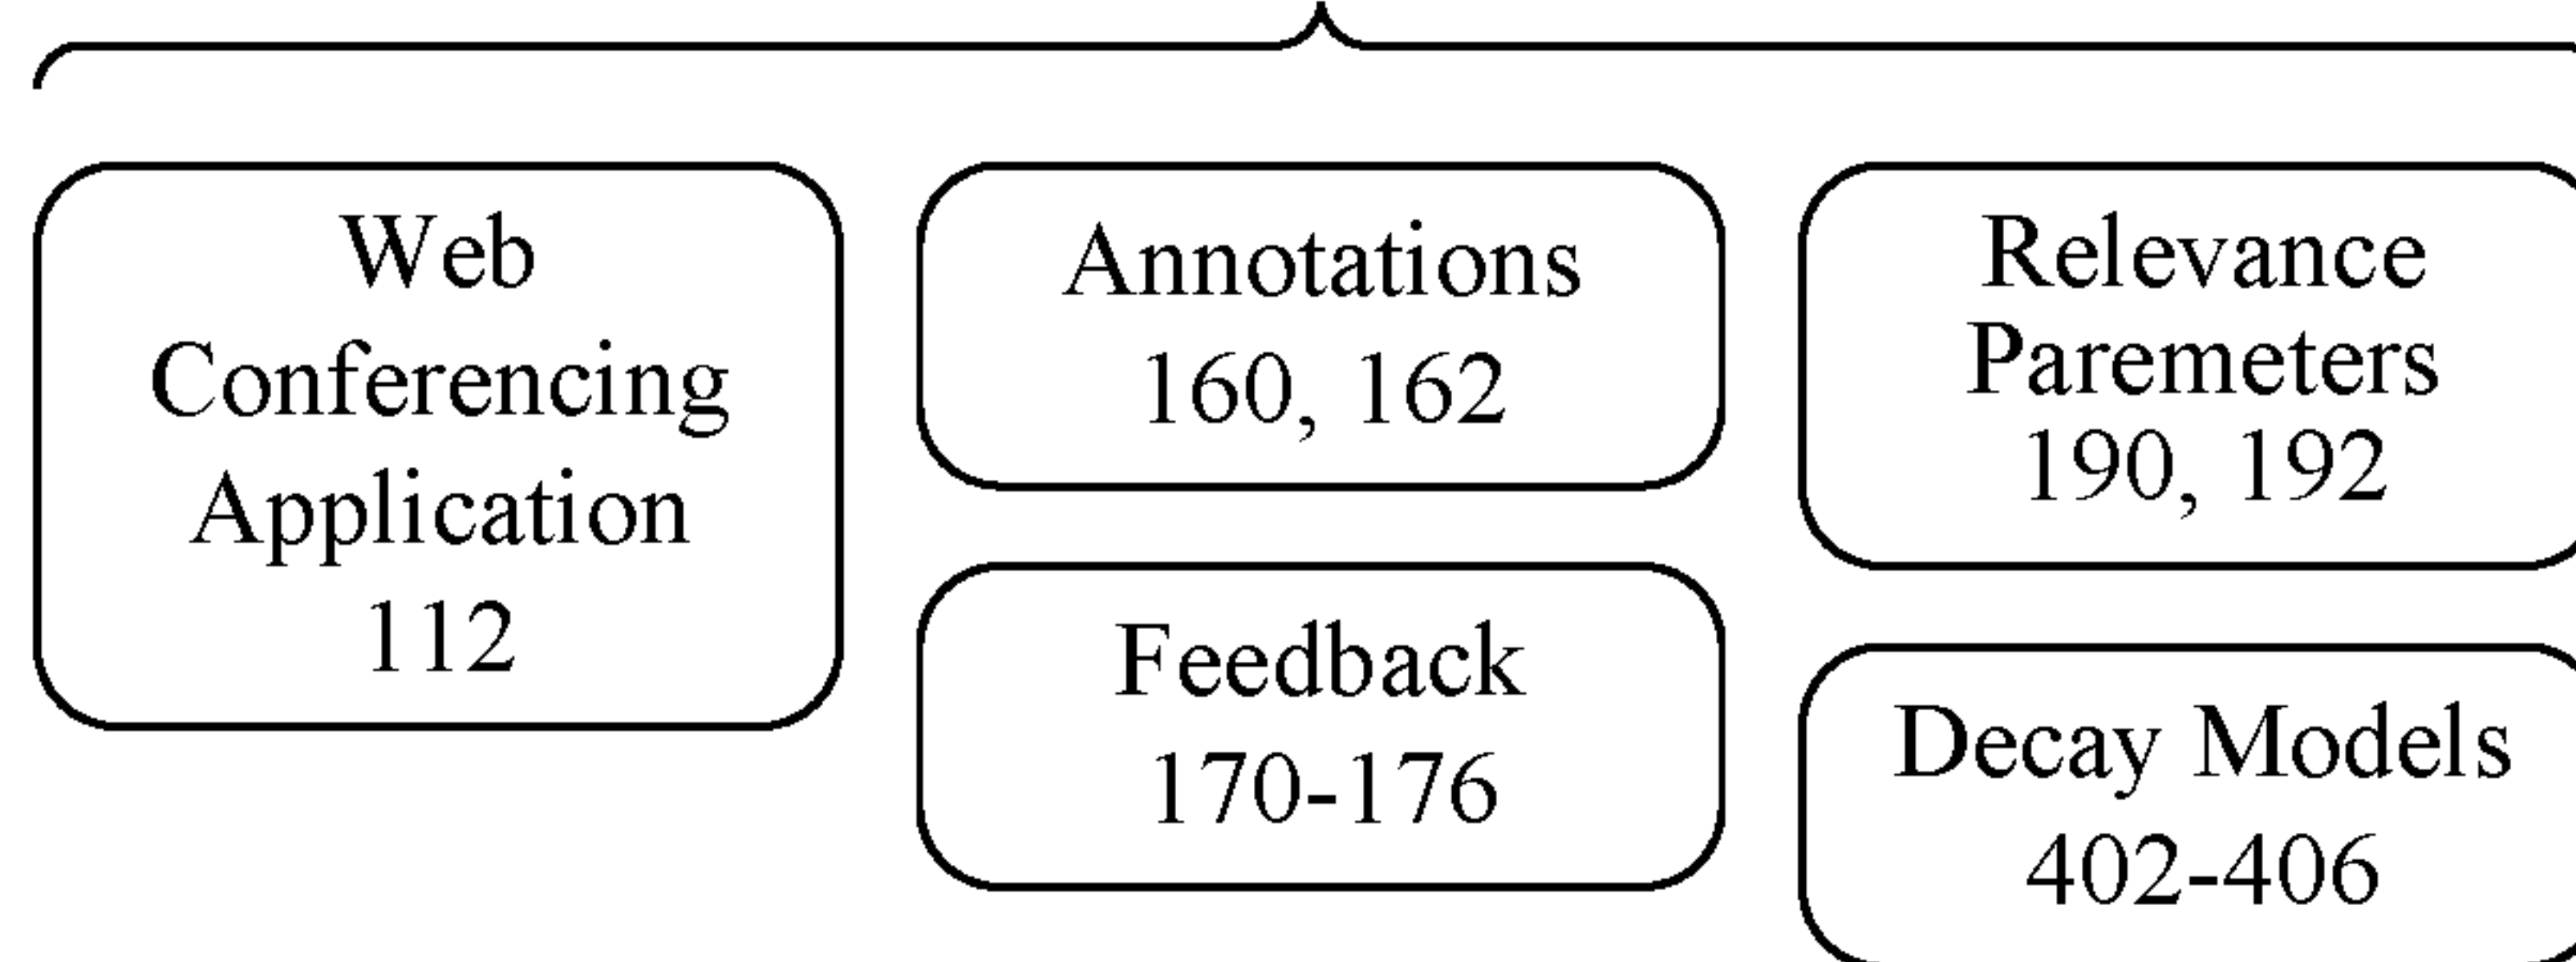 Web
Conferencing
Application
112
Annotations
160, 162
Feedback
170-176
Relevance
Paremeters
190, 192
Decay Models
402-406